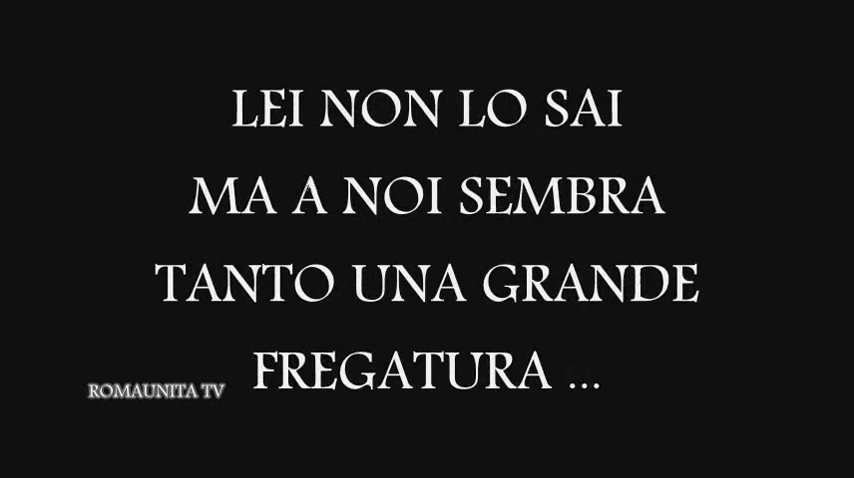 LEI NON LO SAI
MA A NOI SEMBRA
TANTO UNA GRANDE
FREGATURA ...
ROMAUNITA TV